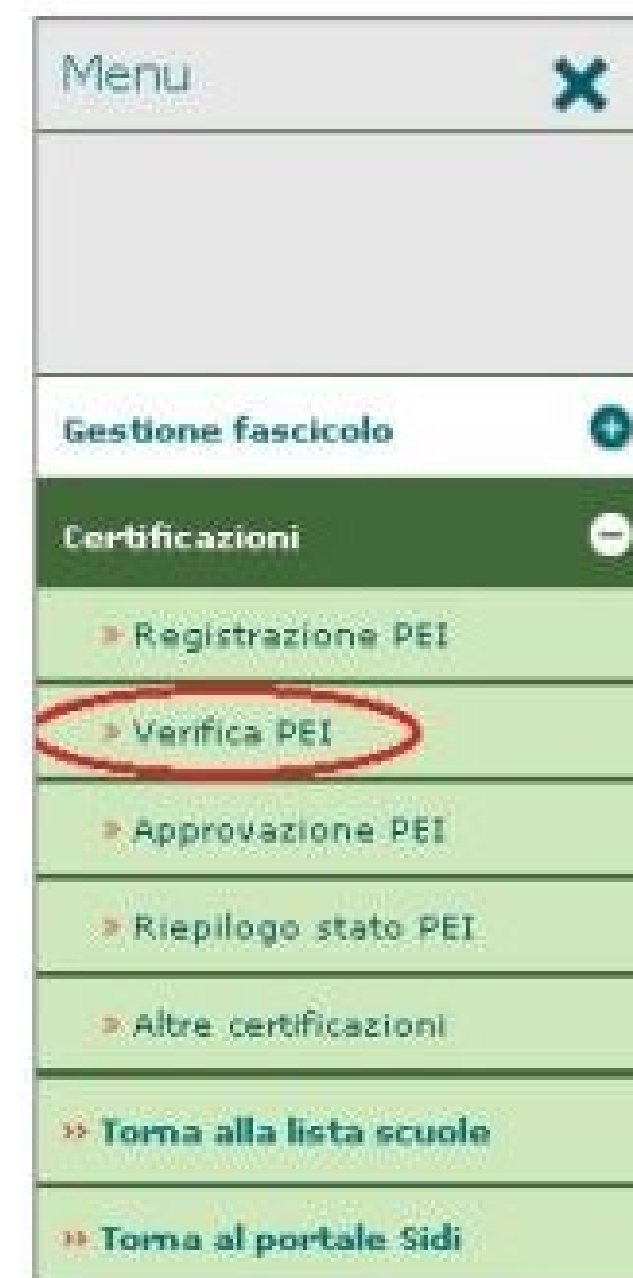 Menu
Gestione fascicolo
Certificazioni
» Registrazione PEI
» Verifica PEI
» Approvazione PEI
» Riepilogo stato PEI
» Altre certificazioni
» Torna alla lista scuole
» Torna al portale Sidi